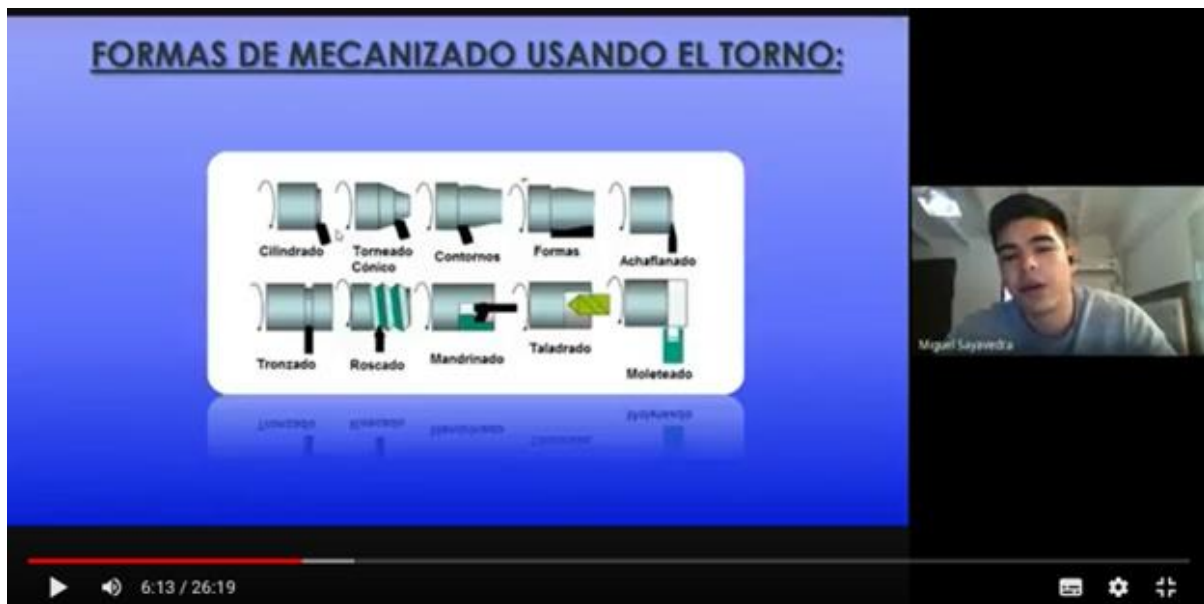 FORMAS DE MECANIZADO USANDO EL TORNO:
Cilindrado
Torneado
Cónico
Contornos
Formas
Achaflanado
Tronzado
Roscado
Mandrinado
Taladrado
Moleteado
Miguel Sayavedra
6:13 / 26:19